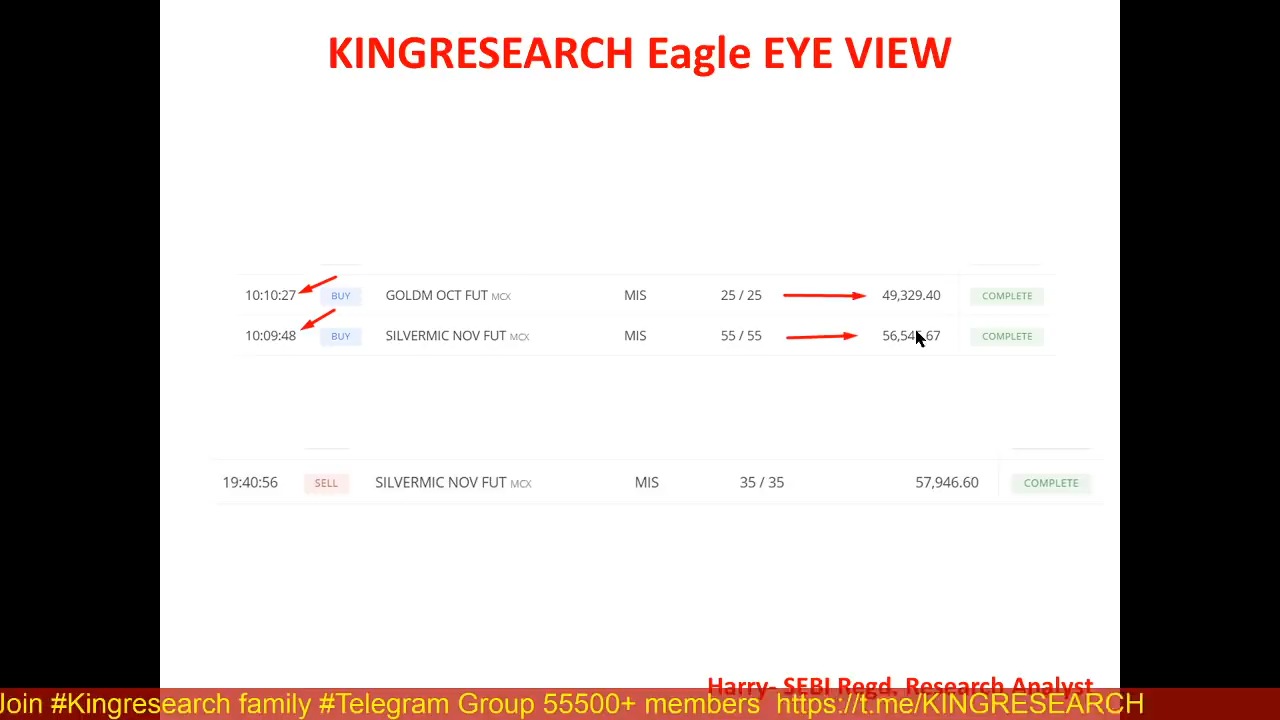 KINGRESEARCH Eagle EYE VIEW
10:10:27 BUY GOLDM OCT FUT MCX MIS 25 / 25 49,329.40 COMPLETE
10:09:48 BUY SILVERMIC NOV FUT MCX MIS 55 / 55 COMPLETE
19:40:56 SELL SILVERMIC NOV FUT MCX MIS 35 / 35 57,946.60 COMPLETE
Harry- SEBI Regd. Research Analyst
Join #Kingresearch family #Telegram Group 55500+ members https://t.me/KINGRESEARCH